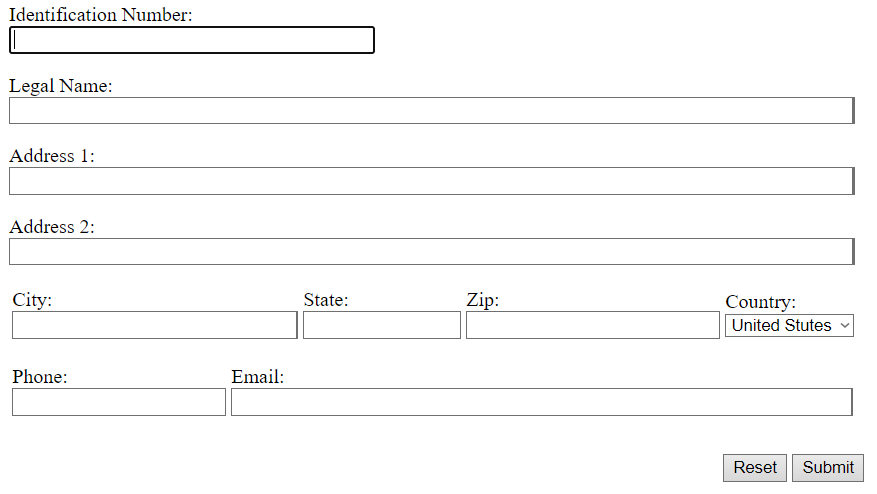 Identification Number:
Legal Name:
Address 1:
Address 2:
City: State: Zip: Country:
United Stutes
Phone: Email:
Reset Submit